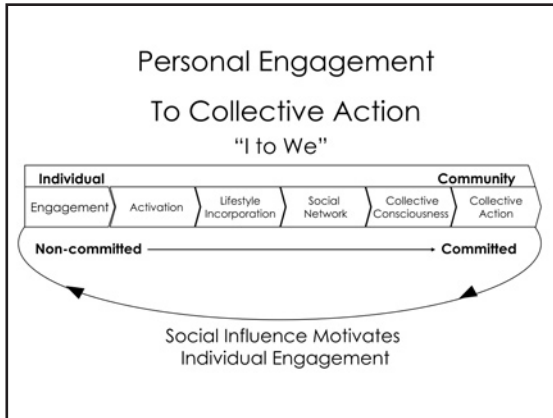 Personal Engagement
To Collective Action
“I to We”
Individual Community
Engagement Activation Lifestyle Incorporation Social Network Collective Consciousness Collective Action
Non-committed Committed
Social Influence Motivates
Individual Engagement